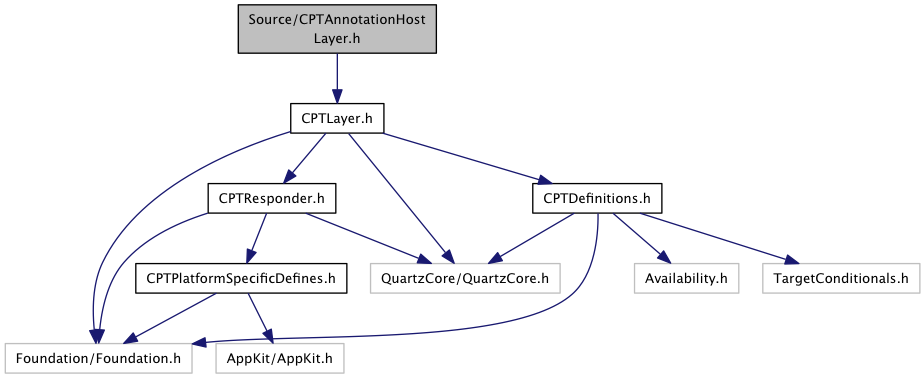 Source/CPTAnnotationHost
Layer.h
CPTLayer.h
CPTResponder.h
CPTDefinitions.h
CPTPlatformSpecificDefines.h
QuartzCore/QuartzCore.h
Availability.h
TargetConditionals.h
Foundation/Foundation.h
AppKit/AppKit.h